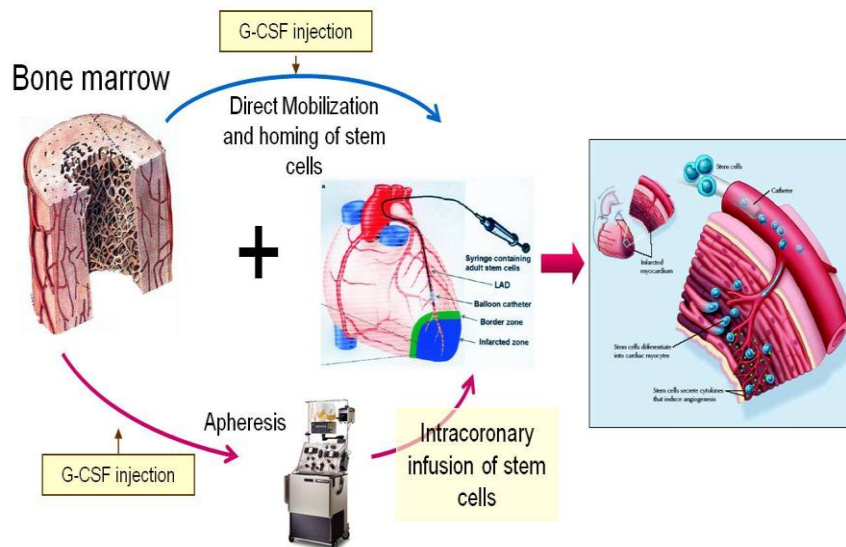 G-CSF injection
Bone marrow
Direct Mobilization
and homing of stem
cells
+
a
Syringe containing
adult stem cells
LAD
Balloon catheter
Border zone
Infarcted zone
Stem cells
Catheter
Infarcted
myocardium
Stem cells differentiate
into cardiac myocytes
Stem cells secrete cytokines
that induce angiogenesis
Apheresis
G-CSF injection
Intracoronary
infusion of stem
cells